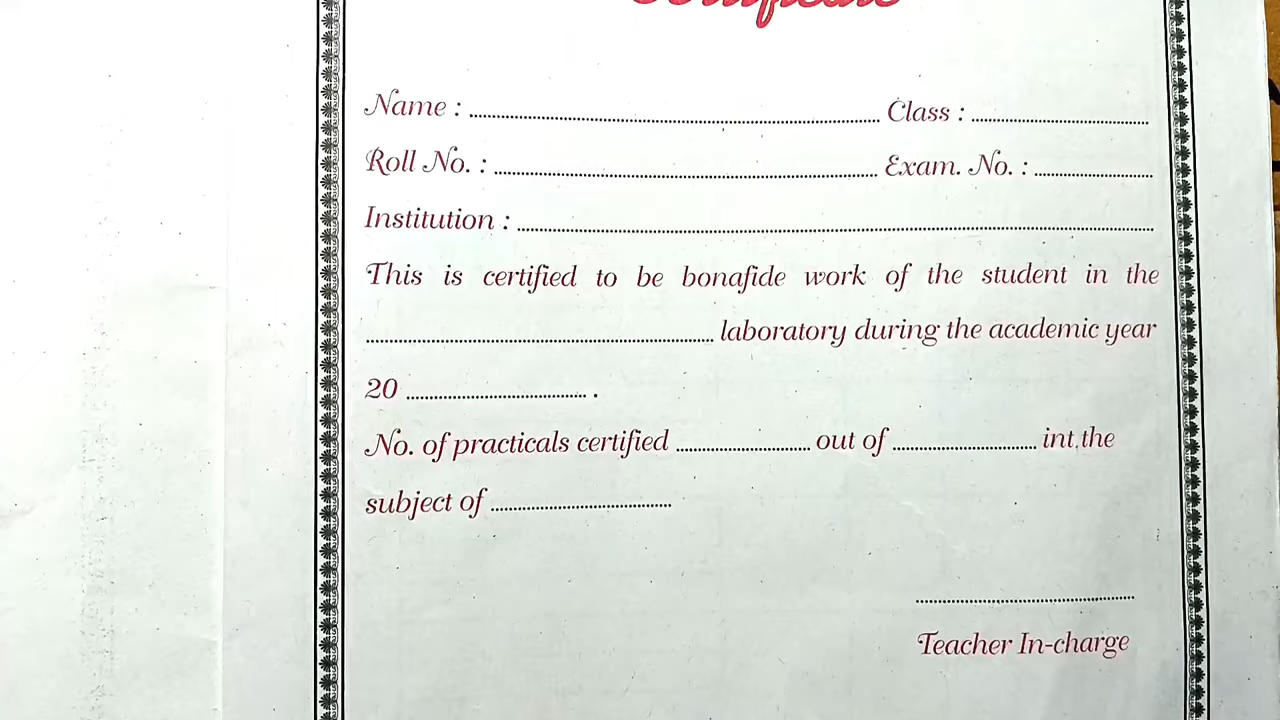 Certificate
Name : ........................ Class : ................
Roll No. : ........................ Exam. No. : ................
Institution : ........................................
This is certified to be bonafide work of the student in the
........................ laboratory during the academic year
20 ................ .
No. of practicals certified ................ out of ................ int.the
subject of ................
................
Teacher In-charge